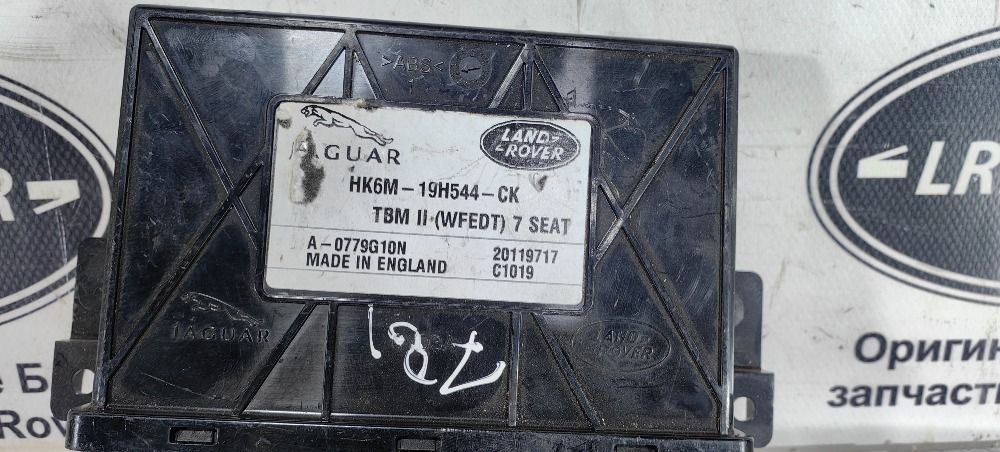 >ABS<
JAGUAR
LAND ROVER
HK6M-19H544-CK
TBM II (WFEDT) 7 SEAT
A-0779G10N 20119717
MADE IN ENGLAND C1019
JAGUAR
LAND ROVER
LR
е Б
Rov
Оригин
запчаст